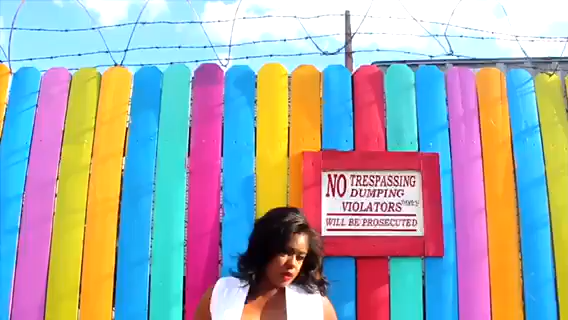 NO TRESPASSING
DUMPING
VIOLATORS
WILL BE PROSECUTED